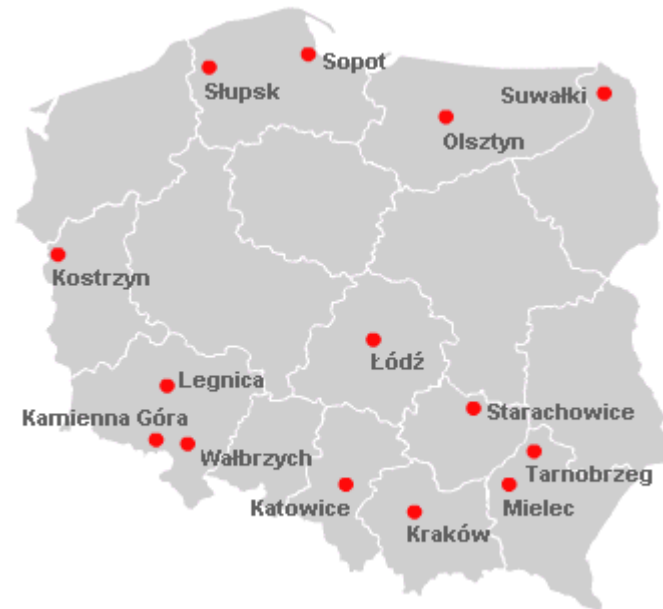 Sopot
Słupsk
Suwałki
Olsztyn
Kostrzyn
Łódź
Legnica
Kamienna Góra
Starachowice
Wałbrzych
Tarnobrzeg
Katowice
Mielec
Kraków